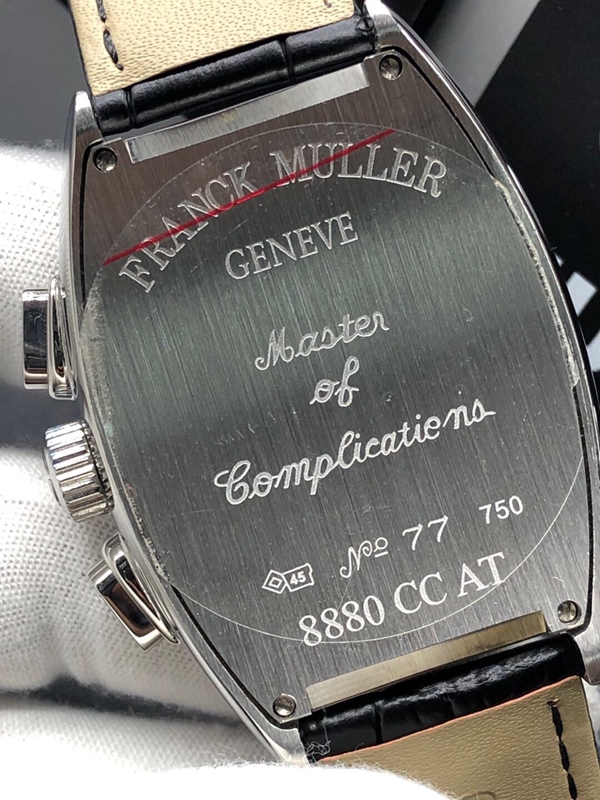 FRANCK MULLER
GENEVE
Master
of
Complications
Nº 77 750
45
8880 CC AT